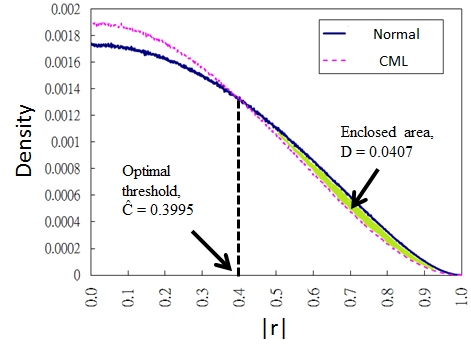 0.002
0.0018
0.0016
0.0014
0.0012
0.001
0.0008
0.0006
0.0004
0.0002
0
Density
Normal
CML
Enclosed area,
D = 0.0407
Optimal
threshold,
Ĉ = 0.3995
0.0 0.1 0.2 0.3 0.4 0.5 0.6 0.7 0.8 0.9 1.0
|r|